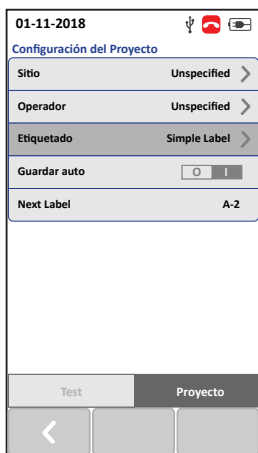 01-11-2018
Configuración del Proyecto
Sitio Unspecified
Operador Unspecified
Etiquetado Simple Label
Guardar auto O I
Next Label A-2
Test Proyecto